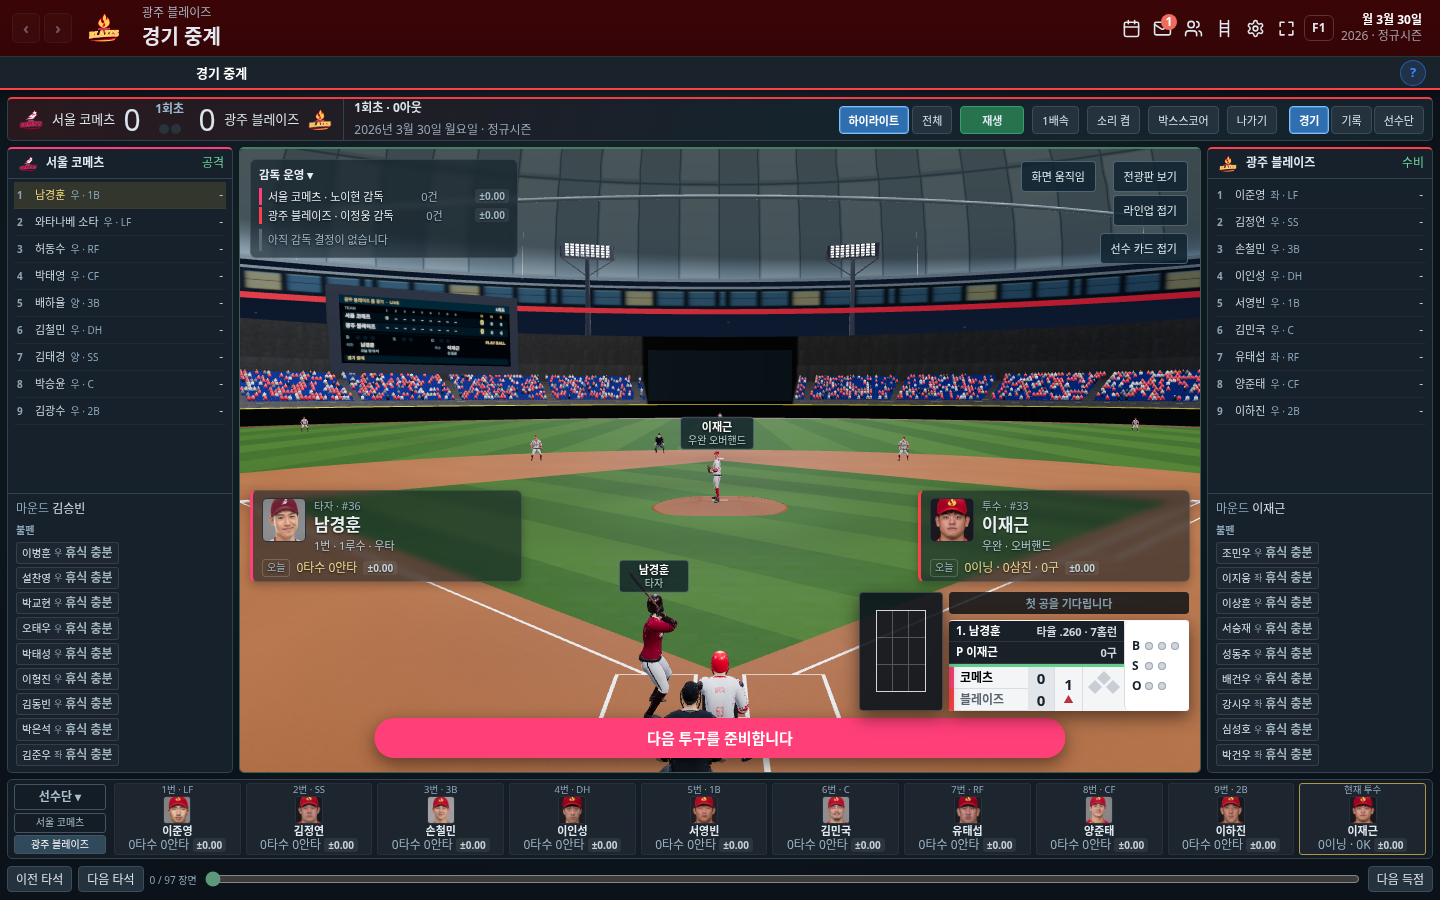 광주 블레이즈
경기 중계
1
F1
월 3월 30일
2026 · 정규시즌
경기 중계
?
서울 코메츠 0 1회초 0 광주 블레이즈
1회초 · 0아웃
2026년 3월 30일 월요일 · 정규시즌
하이라이트 전체 재생 1배속 소리 켬 박스스코어 나가기 경기 기록 선수단
서울 코메츠 공격
1 남경훈 우 · 1B -
2 와타나베 소타 우 · LF -
3 허동수 우 · RF -
4 박태영 우 · CF -
5 배하율 양 · 3B -
6 김철민 우 · DH -
7 김태경 양 · SS -
8 박승윤 우 · C -
9 김광수 우 · 2B -
마운드 김승빈
불펜
이병훈 우 휴식 충분
설찬영 우 휴식 충분
박교현 우 휴식 충분
오태우 우 휴식 충분
박태성 우 휴식 충분
이형진 우 휴식 충분
김동빈 우 휴식 충분
박은석 우 휴식 충분
김준우 좌 휴식 충분
감독 운영 ▾
서울 코메츠 · 노이현 감독 0건 ±0.00
광주 블레이즈 · 이정웅 감독 0건 ±0.00
아직 감독 결정이 없습니다
화면 움직임 전광판 보기
라인업 접기
선수 카드 접기
이재근
우완 오버핸드
타자 · #36
남경훈
1번 · 1루수 · 우타
오늘 0타수 0안타 ±0.00
투수 · #33
이재근
우완 · 오버핸드
오늘 0이닝 · 0삼진 · 0구 ±0.00
남경훈
타자
첫 공을 기다립니다
1. 남경훈 타율 .260 · 7홈런
P 이재근 0구
코메츠 0
블레이즈 0
1
B
S
O
다음 투구를 준비합니다
광주 블레이즈 수비
1 이준영 좌 · LF -
2 김정연 우 · SS -
3 손철민 우 · 3B -
4 이인성 우 · DH -
5 서영빈 우 · 1B -
6 김민국 우 · C -
7 유태섭 좌 · RF -
8 양준태 우 · CF -
9 이하진 우 · 2B -
마운드 이재근
불펜
조민우 우 휴식 충분
이지웅 좌 휴식 충분
이상훈 우 휴식 충분
서승재 우 휴식 충분
성동주 우 휴식 충분
배건우 우 휴식 충분
강시우 좌 휴식 충분
심성호 우 휴식 충분
박건우 좌 휴식 충분
선수단 ▾
서울 코메츠
광주 블레이즈
1번 · LF
이준영
0타수 0안타 ±0.00
2번 · SS
김정연
0타수 0안타 ±0.00
3번 · 3B
손철민
0타수 0안타 ±0.00
4번 · DH
이인성
0타수 0안타 ±0.00
5번 · 1B
서영빈
0타수 0안타 ±0.00
6번 · C
김민국
0타수 0안타 ±0.00
7번 · RF
유태섭
0타수 0안타 ±0.00
8번 · CF
양준태
0타수 0안타 ±0.00
9번 · 2B
이하진
0타수 0안타 ±0.00
현재 투수
이재근
0이닝 · 0K ±0.00
이전 타석 다음 타석 0 / 97 장면 다음 득점